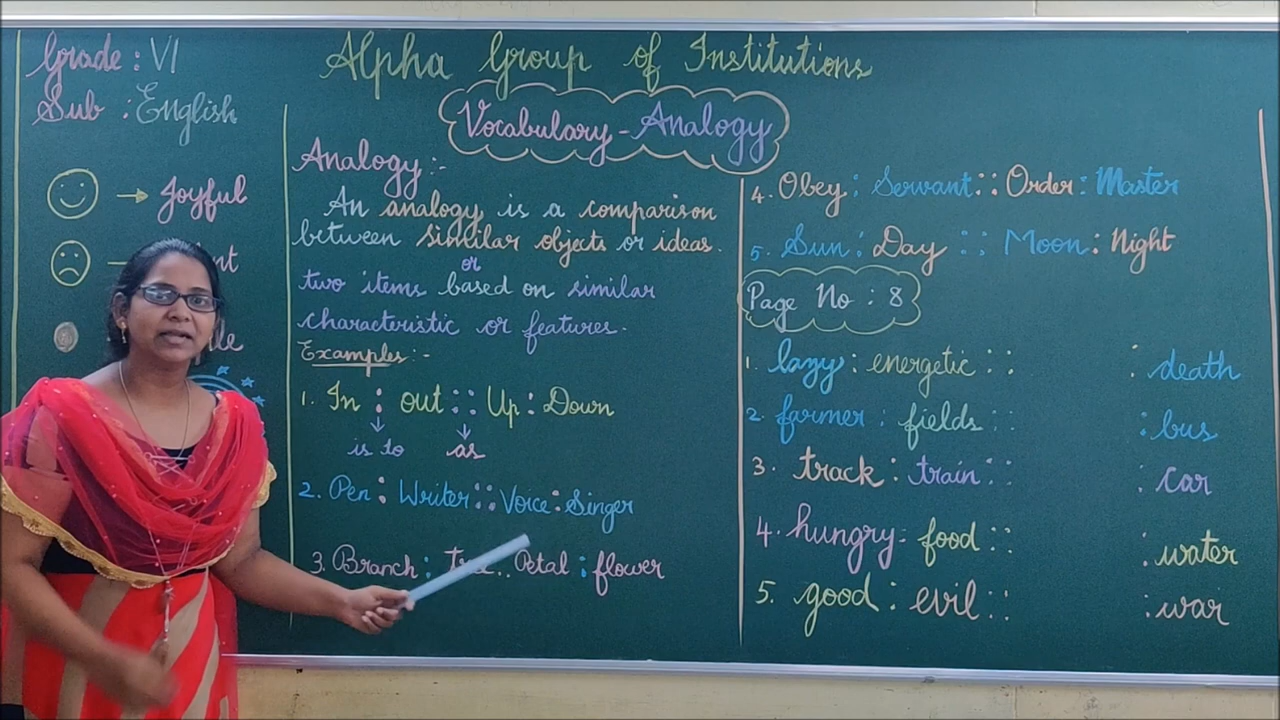 Alpha Group of Institutions
Grade : VI
Sub : English
Vocabulary - Analogy
Joyful
Analogy :-
An analogy is a comparison
between similar objects or ideas.
or
two items based on similar
characteristic or features.
Examples :-
1. In : out :: Up : Down
is to as
2. Pen : Writer :: Voice : Singer
3. Branch : :: Petal : flower
4. Obey : Servant :: Order : Master
5. Sun : Day :: Moon : Night
Page No : 8
1. lazy : energetic :: : death
2. farmer : fields :: : bus
3. track : train :: : car
4. hungry : food :: : water
5. good : evil :: : war